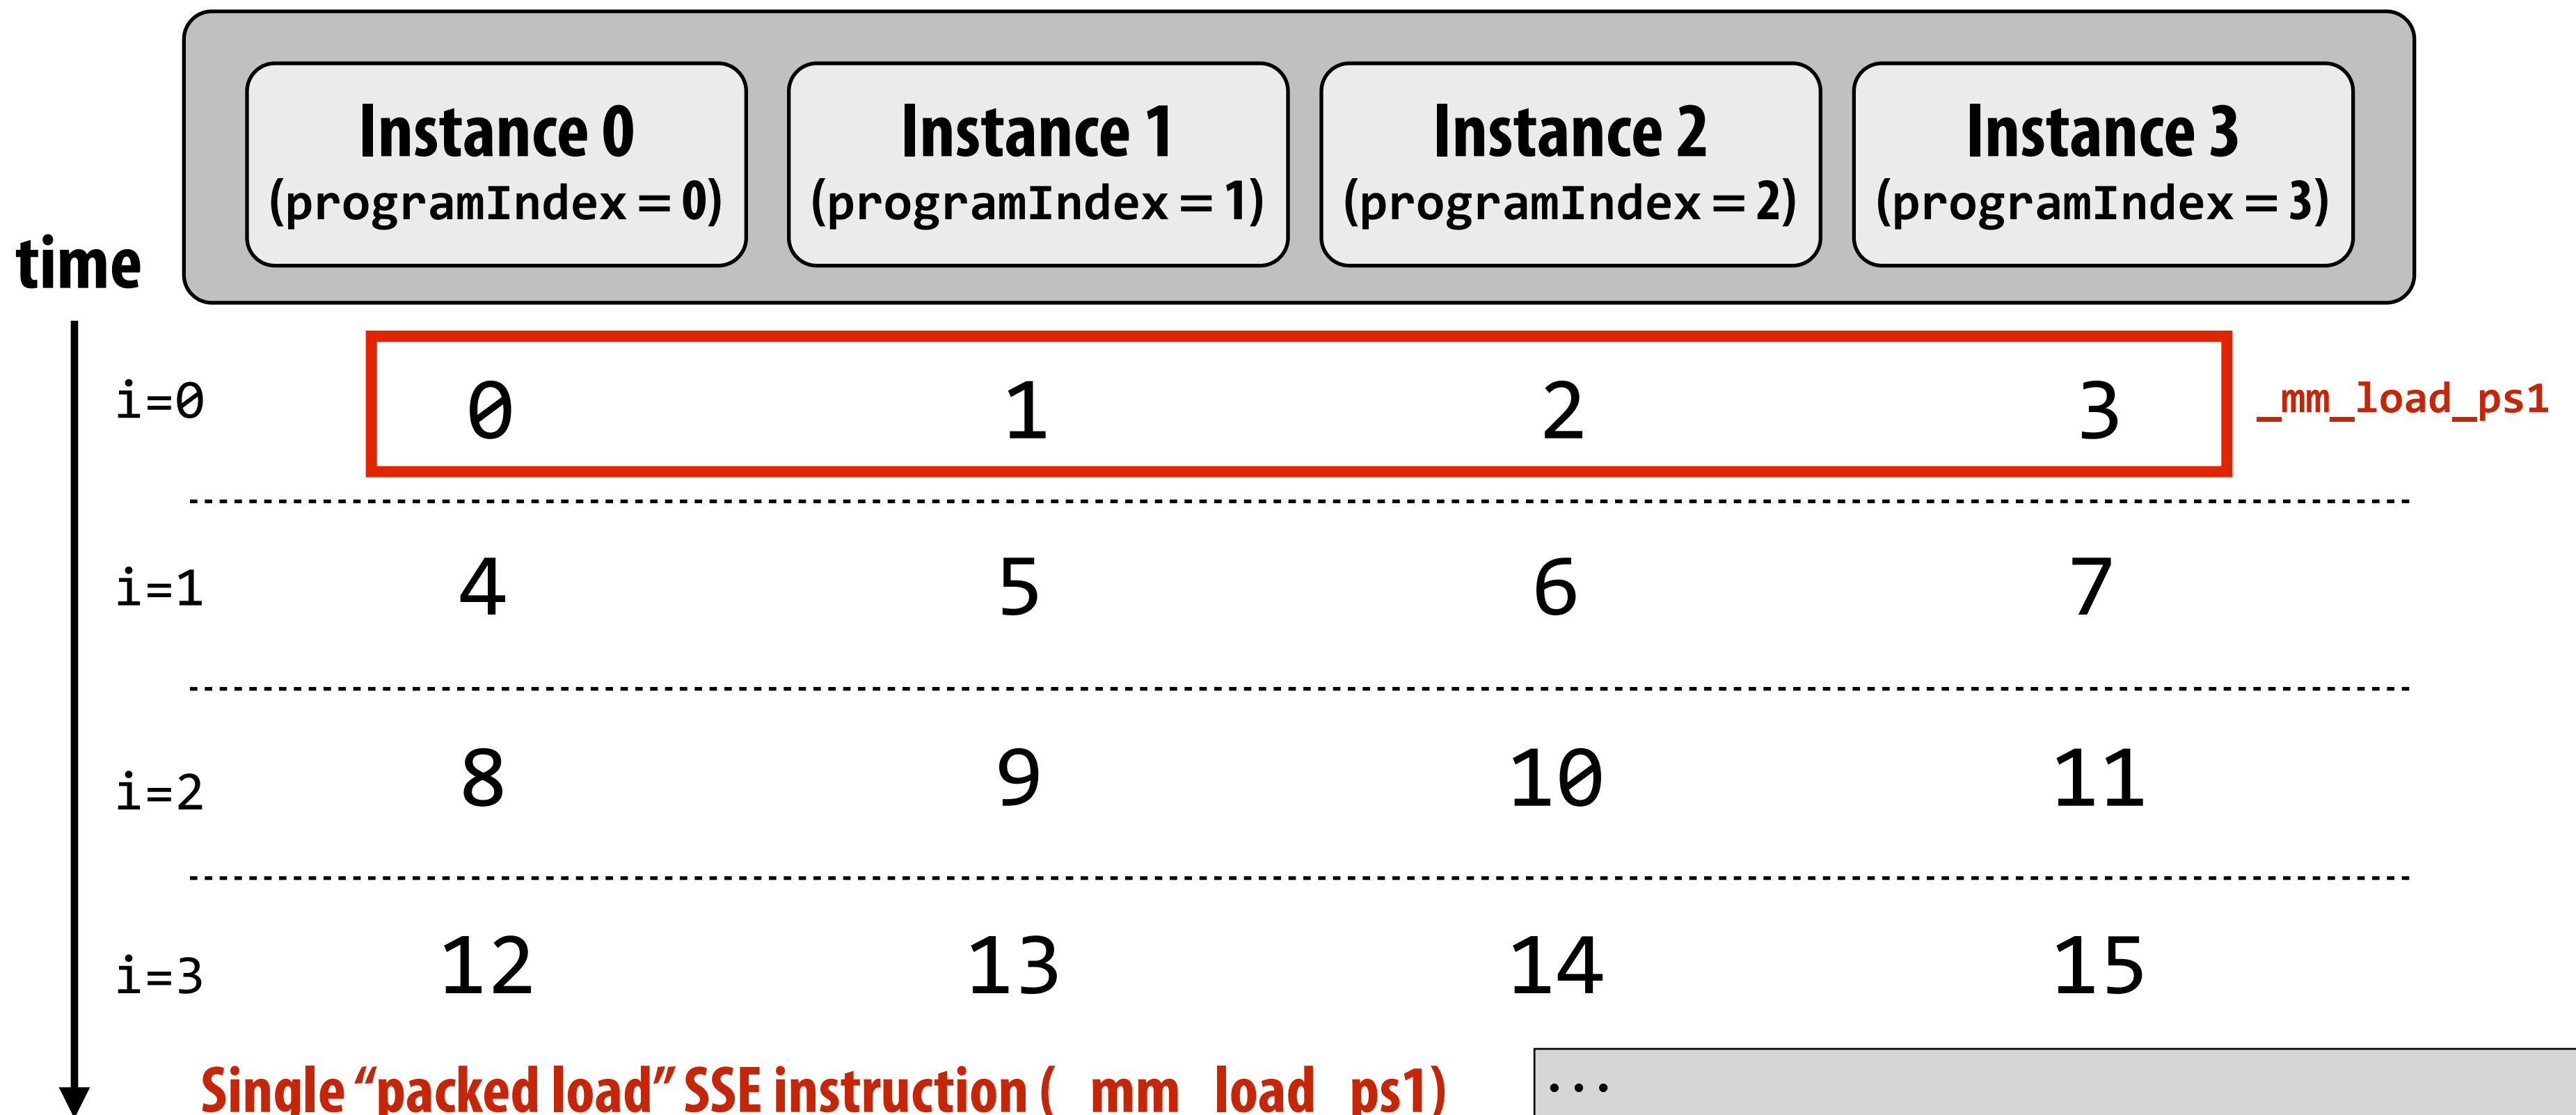 Instance 0 Instance 1 Instance 2 Instance 3
(programIndex = 0) (programIndex = 1) (programIndex = 2) (programIndex = 3)
time
i=0 0 1 2 3 _mm_load_ps1
i=1 4 5 6 7
i=2 8 9 10 11
i=3 12 13 14 15
Single “packed load” SSE instruction (_mm_load_ps1)
...